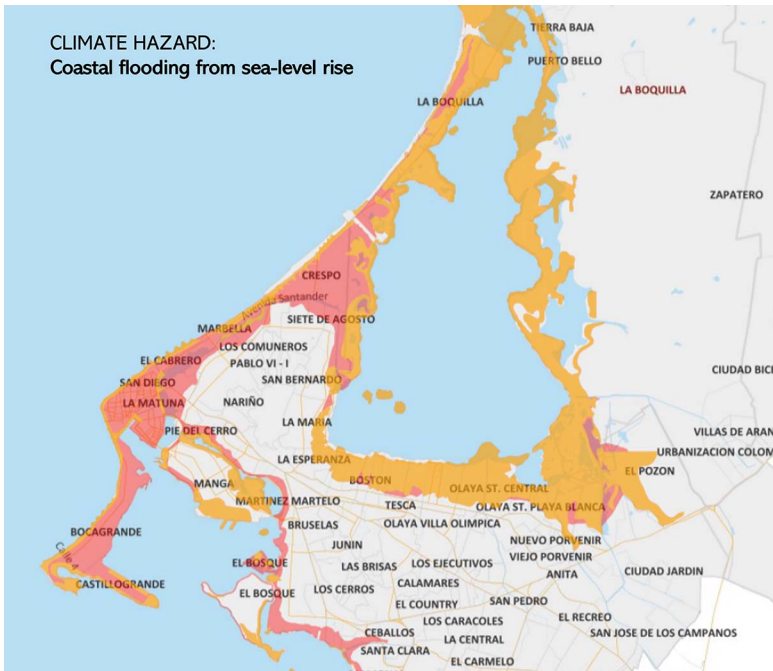 CLIMATE HAZARD:
Coastal flooding from sea-level rise
TIERRA BAJA
PUERTO BELLO
LA BOQUILLA
LA BOQUILLA
ZAPATERO
CRESPO
Avenida Santander
SIETE DE AGOSTO
MARBELLA
LOS COMUNEROS
EL CABRERO
PABLO VI - I
SAN BERNARDO
CIUDAD BICE
SAN DIEGO
LA MATUNA
NARIÑO
LA MARIA
PIE DEL CERRO
VILLAS DE ARAN
URBANIZACION COLOM
LA ESPERANZA
EL POZON
MANGA
BOSTON
OLAYA ST. CENTRAL
MARTINEZ MARTELO
TESCA
OLAYA ST. PLAYA BLANCA
BRUSELAS
OLAYA VILLA OLIMPICA
BOCAGRANDE
JUNIN
NUEVO PORVENIR
VIEJO PORVENIR
Calle 4
EL BOSQUE
LAS BRISAS
LOS EJECUTIVOS
ANITA
CIUDAD JARDIN
CASTILLOGRANDE
EL BOSQUE
LOS CERROS
CALAMARES
EL COUNTRY
SAN PEDRO
LOS CARACOLES
EL RECREO
CEBALLOS
LA CENTRAL
SAN JOSE DE LOS CAMPANOS
SANTA CLARA
EL CARMELO